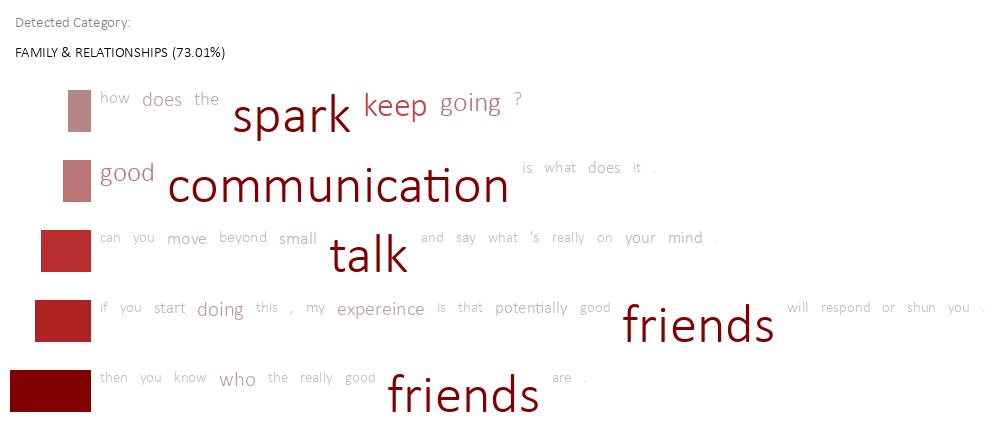 Detected Category:
FAMILY & RELATIONSHIPS (73.01%)
how does the spark keep going ?
good communication is what does it .
can you move beyond small talk and say what 's really on your mind .
if you start doing this , my expereince is that potentially good friends will respond or shun you .
then you know who the really good friends are .